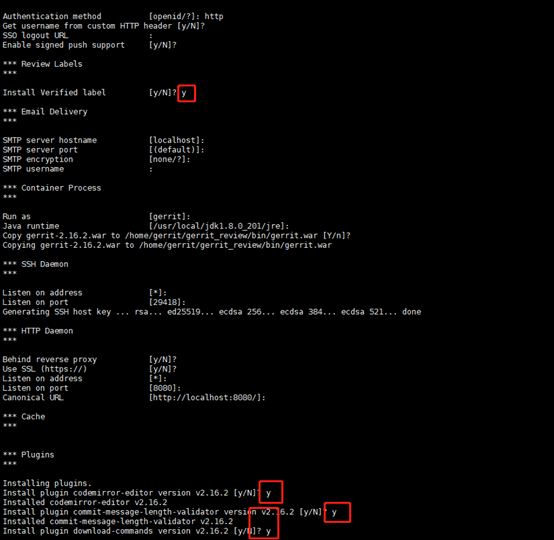 Authentication method [openid/?]: http
Get username from custom HTTP header [y/N]?
SSO logout URL :
Enable signed push support [y/N]?
*** Review Labels
***
Install Verified label [y/N]? y
*** Email Delivery
***
SMTP server hostname [localhost]:
SMTP server port [(default)]:
SMTP encryption [none/?]:
SMTP username :
*** Container Process
***
Run as [gerrit]:
Java runtime [/usr/local/jdk1.8.0_201/jre]:
Copy gerrit-2.16.2.war to /home/gerrit/gerrit_review/bin/gerrit.war [Y/n]?
Copying gerrit-2.16.2.war to /home/gerrit/gerrit_review/bin/gerrit.war
*** SSH Daemon
***
Listen on address [*]:
Listen on port [29418]:
Generating SSH host key ... rsa... ed25519... ecdsa 256... ecdsa 384... ecdsa 521... done
*** HTTP Daemon
***
Behind reverse proxy [y/N]?
Use SSL (https://) [y/N]?
Listen on address [*]:
Listen on port [8080]:
Canonical URL [http://localhost:8080/]:
*** Cache
***
*** Plugins
***
Installing plugins.
Install plugin codemirror-editor version v2.16.2 [y/N]? y
Installed codemirror-editor v2.16.2
Install plugin commit-message-length-validator version v2.16.2 [y/N]? y
Installed commit-message-length-validator v2.16.2
Install plugin download-commands version v2.16.2 [y/N]? y